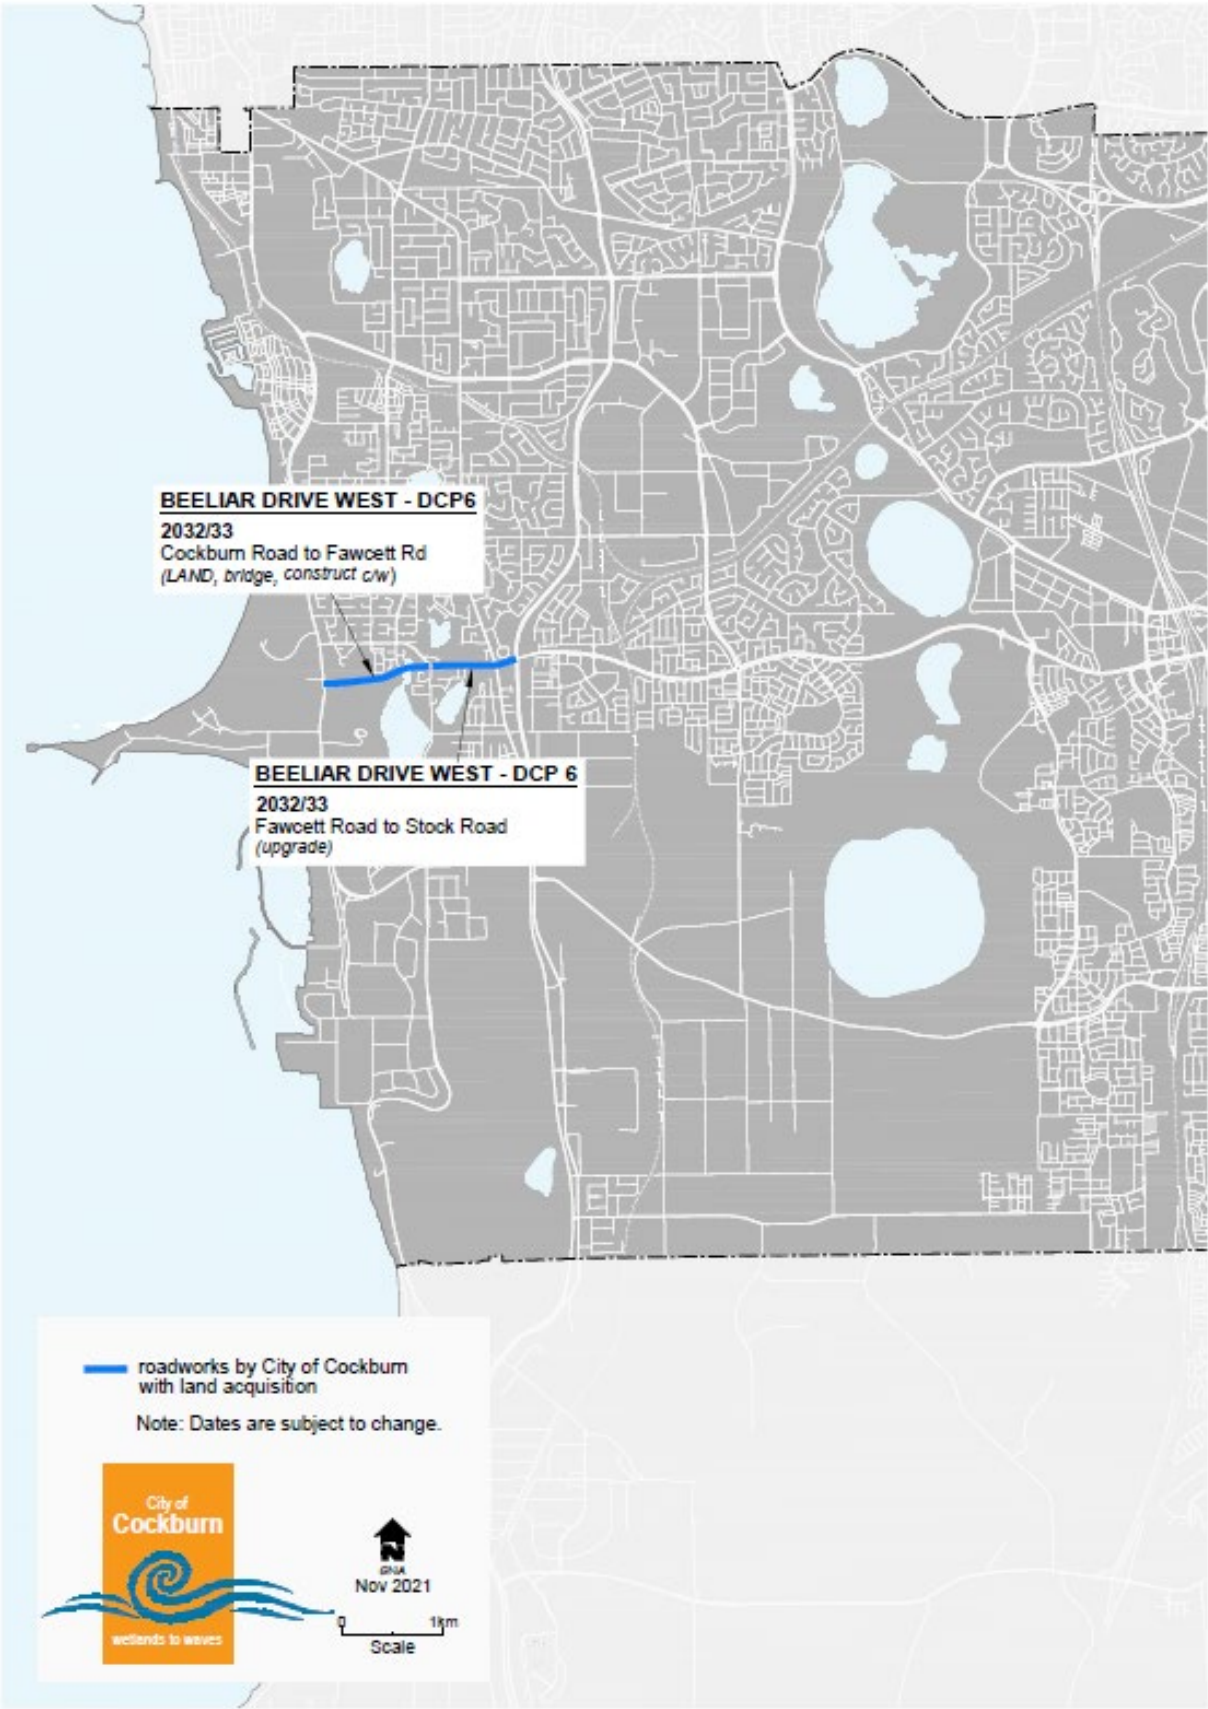 BEELIAR DRIVE WEST - DCP6
2032/33
Cockburn Road to Fawcett Rd
(LAND, bridge, construct c/w)
BEELIAR DRIVE WEST - DCP 6
2032/33
Fawcett Road to Stock Road
(upgrade)
roadworks by City of Cockburn
with land acquisition
Note: Dates are subject to change.
City of
Cockburn
wetlands to waves
N
GNA
Nov 2021
0 1km
Scale